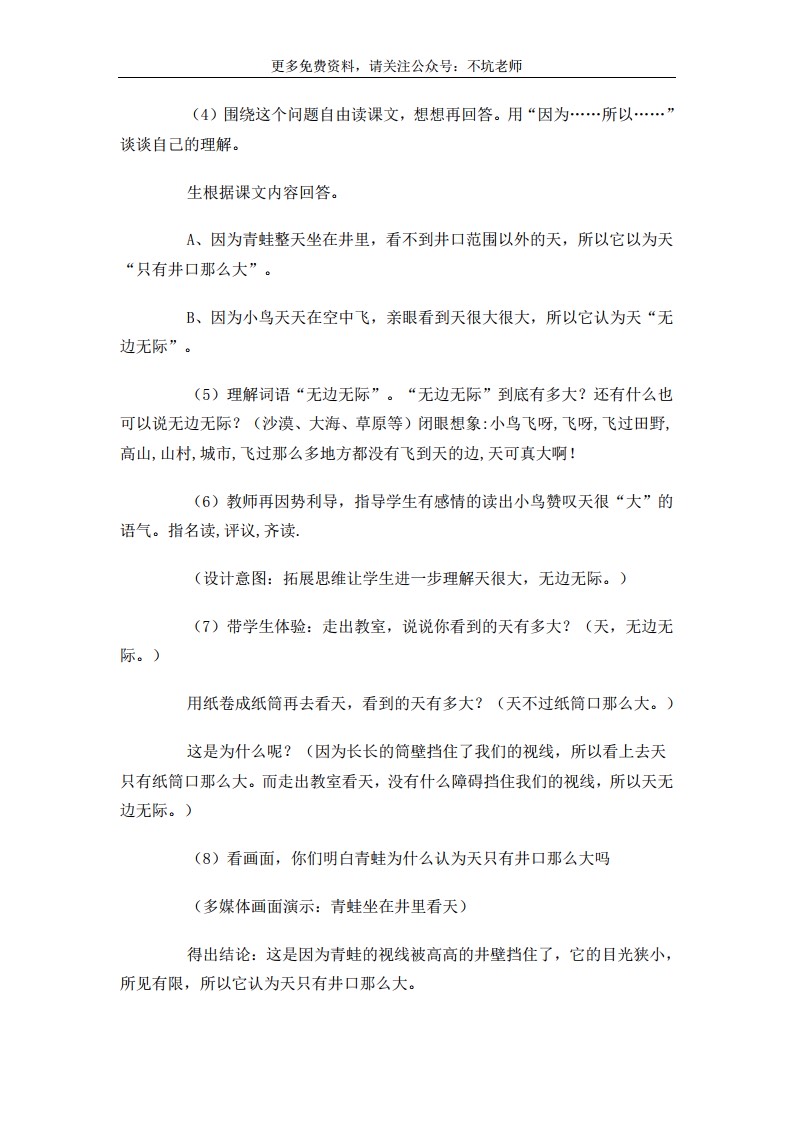 更多免费资料，请关注公众号：不坑老师
（4）围绕这个问题自由读课文，想想再回答。用“因为……所以……”
谈谈自己的理解。
生根据课文内容回答。
A、因为青蛙整天坐在井里，看不到井口范围以外的天，所以它以为天
“只有井口那么大”。
B、因为小鸟天天在空中飞，亲眼看到天很大很大，所以它认为天“无
边无际”。
（5）理解词语“无边无际”。“无边无际”到底有多大？还有什么也
可以说无边无际？（沙漠、大海、草原等）闭眼想象:小鸟飞呀,飞呀,飞过田野,
高山,山村,城市,飞过那么多地方都没有飞到天的边,天可真大啊！
（6）教师再因势利导，指导学生有感情的读出小鸟赞叹天很“大”的
语气。指名读,评议,齐读.
（设计意图：拓展思维让学生进一步理解天很大，无边无际。）
（7）带学生体验：走出教室，说说你看到的天有多大？（天，无边无
际。）
用纸卷成纸筒再去看天，看到的天有多大？（天不过纸筒口那么大。）
这是为什么呢？（因为长长的筒壁挡住了我们的视线，所以看上去天
只有纸筒口那么大。而走出教室看天，没有什么障碍挡住我们的视线，所以天无
边无际。）
（8）看画面，你们明白青蛙为什么认为天只有井口那么大吗
（多媒体画面演示：青蛙坐在井里看天）
得出结论：这是因为青蛙的视线被高高的井壁挡住了，它的目光狭小，
所见有限，所以它认为天只有井口那么大。